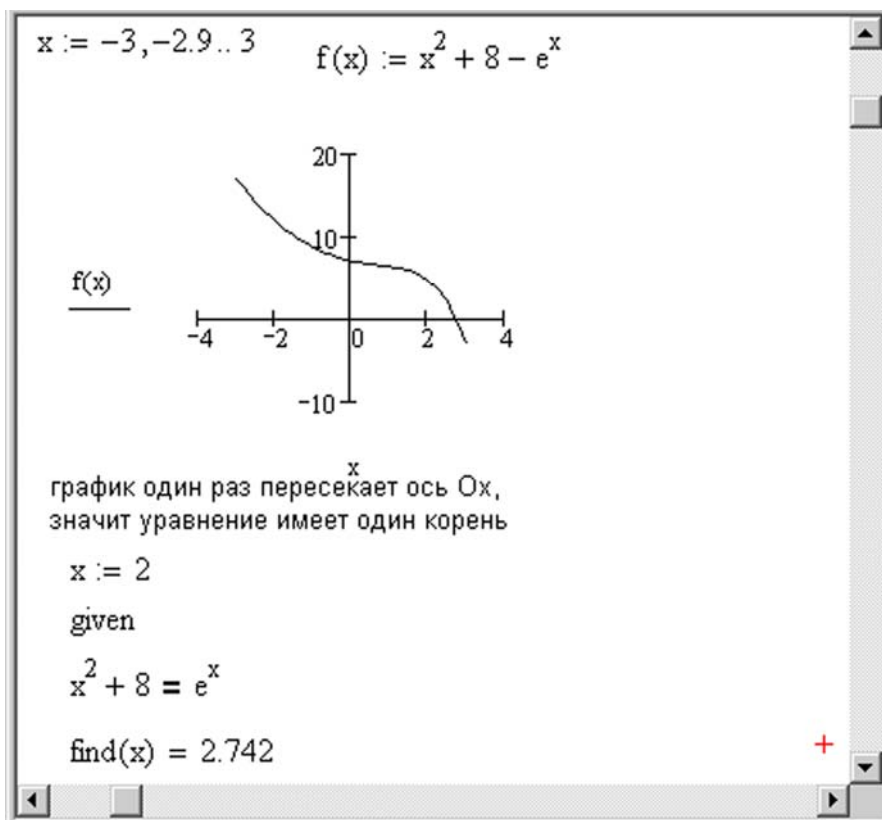 x := −3,−2.9 .. 3
f(x) := x² + 8 − eˣ
20
10
f(x)
−4 −2 0 2 4
−10
x
график один раз пересекает ось Ox,
значит уравнение имеет один корень
x := 2
given
x² + 8 = eˣ
find(x) = 2.742